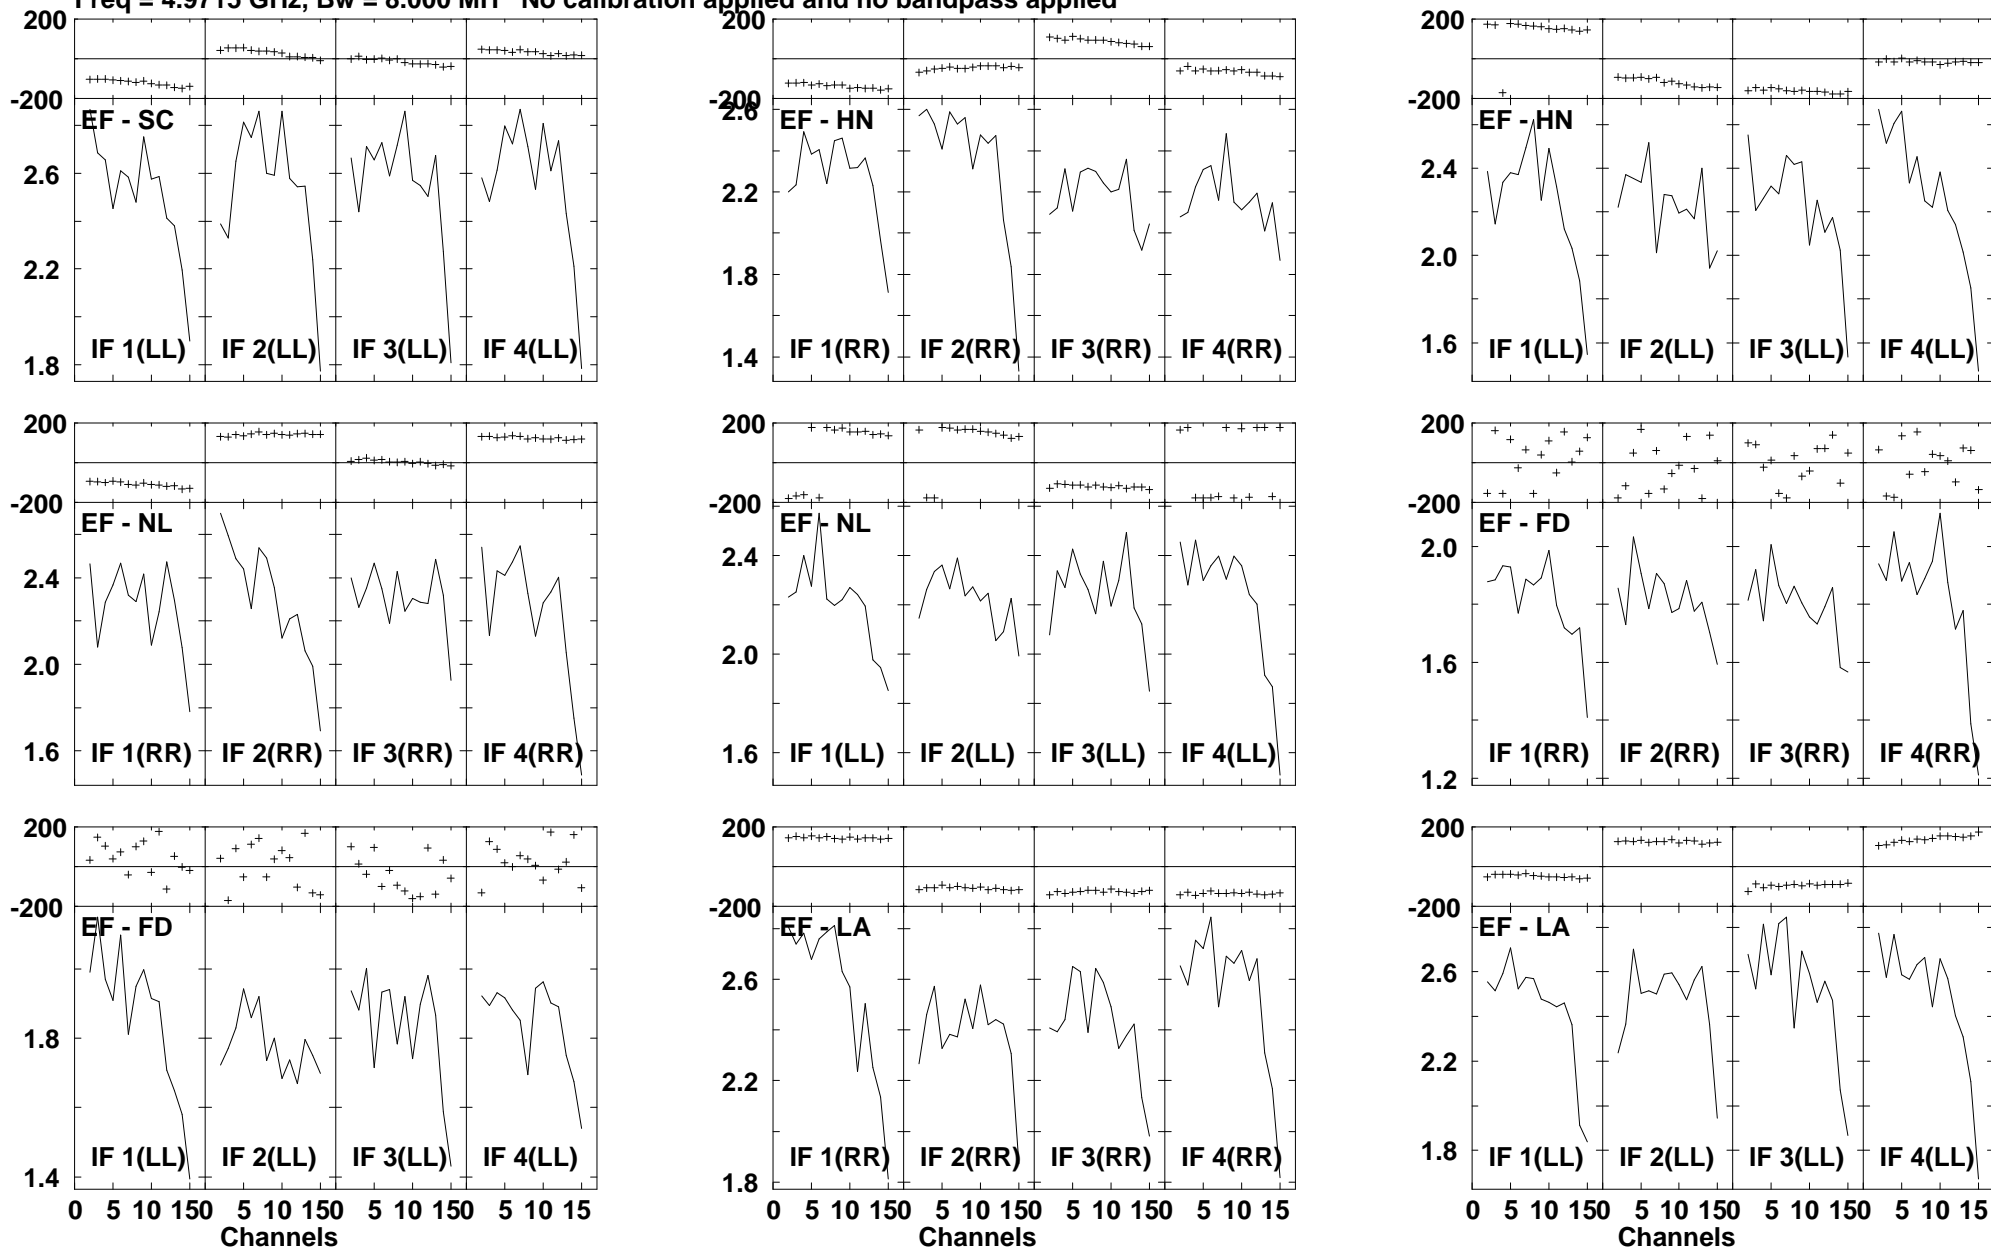 Freq = 4.9715 GHz, Bw = 8.000 MH No calibration applied and no bandpass applied
200 200 200
-200 -200 -200
EF - SC EF - HN EF - HN
2.6 2.6 2.4
2.2 2.2 2.0
1.8 1.8 1.6
1.4
IF 1(LL) IF 2(LL) IF 3(LL) IF 4(LL) IF 1(RR) IF 2(RR) IF 3(RR) IF 4(RR) IF 1(LL) IF 2(LL) IF 3(LL) IF 4(LL)
200 200 200
-200 -200 -200
EF - NL EF - NL EF - FD
2.4 2.4 2.0
2.0 2.0 1.6
1.6 1.6 1.2
IF 1(RR) IF 2(RR) IF 3(RR) IF 4(RR) IF 1(LL) IF 2(LL) IF 3(LL) IF 4(LL) IF 1(RR) IF 2(RR) IF 3(RR) IF 4(RR)
200 200 200
-200 -200 -200
EF - FD EF - LA EF - LA
1.8 2.6 2.6
1.4 2.2 2.2
1.8 1.8
IF 1(LL) IF 2(LL) IF 3(LL) IF 4(LL) IF 1(RR) IF 2(RR) IF 3(RR) IF 4(RR) IF 1(LL) IF 2(LL) IF 3(LL) IF 4(LL)
0 5 10 150 5 10 150 5 10 150 5 10 15 0 5 10 150 5 10 150 5 10 150 5 10 15 0 5 10 150 5 10 150 5 10 150 5 10 15
Channels Channels Channels